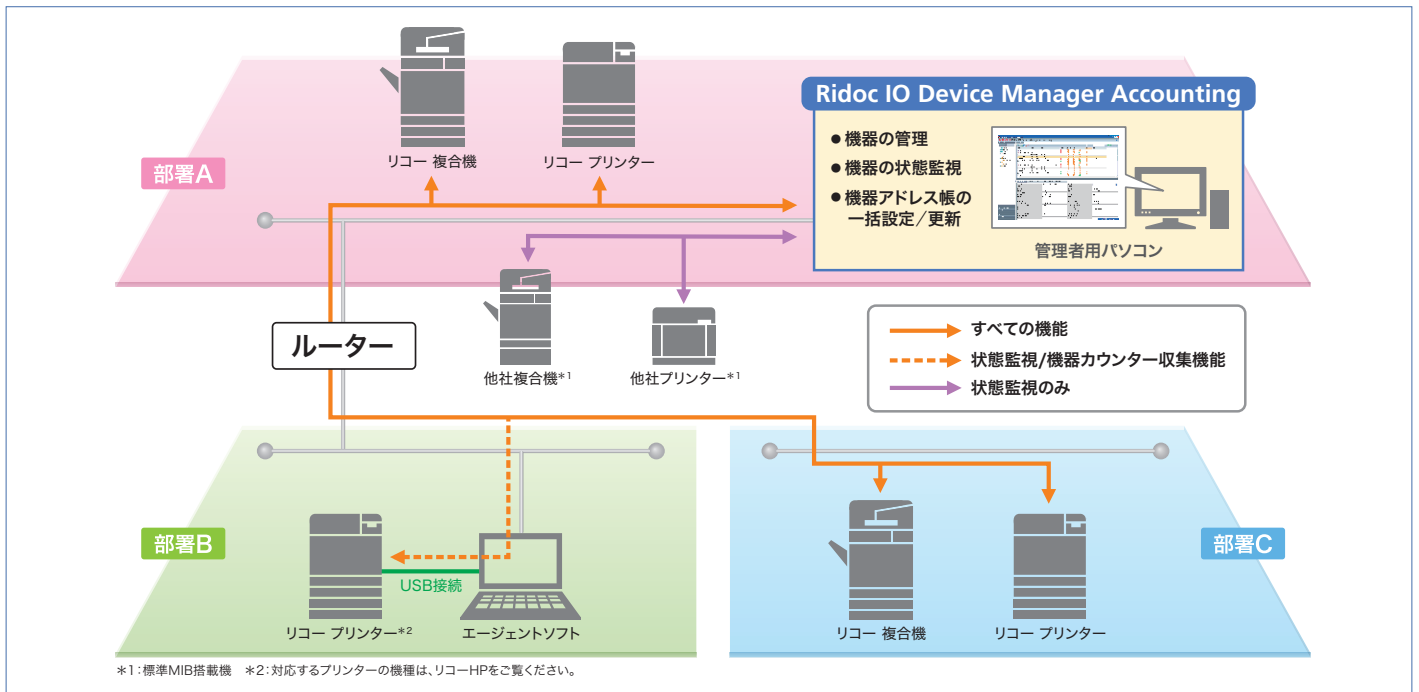 Ridoc IO Device Manager Accounting
●機器の管理
●機器の状態監視
●機器アドレス帳の
一括設定/更新
管理者用パソコン
リコー 複合機
リコー プリンター
部署A
他社複合機*1
他社プリンター*1
ルーター
すべての機能
状態監視/機器カウンター収集機能
状態監視のみ
部署B
USB接続
リコー プリンター*2
エージェントソフト
部署C
リコー 複合機
リコー プリンター
*1:標準MIB搭載機 *2:対応するプリンターの機種は、リコーHPをご覧ください。